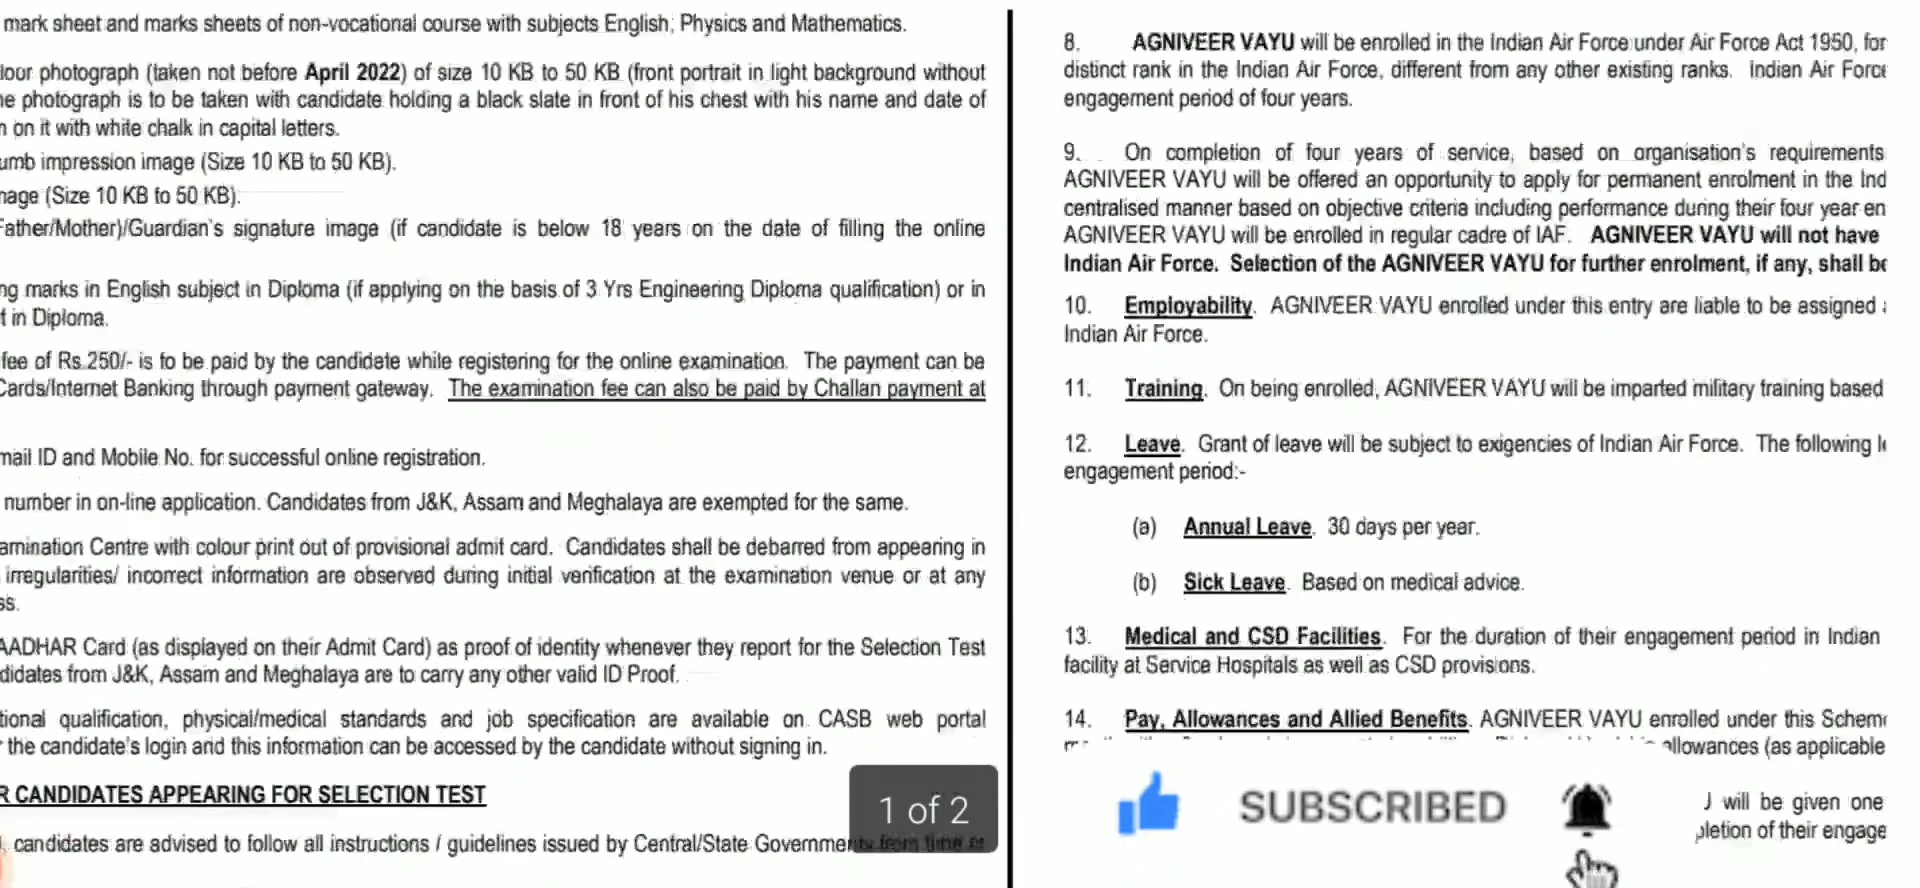 mark sheet and marks sheets of non-vocational course with subjects English, Physics and Mathematics.
lour photograph (taken not before April 2022) of size 10 KB to 50 KB (front portrait in light background without
e photograph is to be taken with candidate holding a black slate in front of his chest with his name and date of
n on it with white chalk in capital letters.
umb impression image (Size 10 KB to 50 KB).
nage (Size 10 KB to 50 KB).
Father/Mother)/Guardian's signature image (if candidate is below 18 years on the date of filling the online
ng marks in English subject in Diploma (if applying on the basis of 3 Yrs Engineering Diploma qualification) or in
t in Diploma.
fee of Rs.250/- is to be paid by the candidate while registering for the online examination. The payment can be
Cards/Internet Banking through payment gateway. The examination fee can also be paid by Challan payment at
mail ID and Mobile No. for successful online registration.
number in on-line application. Candidates from J&K, Assam and Meghalaya are exempted for the same.
amination Centre with colour print out of provisional admit card. Candidates shall be debarred from appearing in
irregularities/ incorrect information are observed during initial verification at the examination venue or at any
ss.
AADHAR Card (as displayed on their Admit Card) as proof of identity whenever they report for the Selection Test
didates from J&K, Assam and Meghalaya are to carry any other valid ID Proof.
tional qualification, physical/medical standards and job specification are available on CASB web portal
the candidate's login and this information can be accessed by the candidate without signing in.
R CANDIDATES APPEARING FOR SELECTION TEST
, candidates are advised to follow all instructions / guidelines issued by Central/State Governments from time or
1 of 2
8. AGNIVEER VAYU will be enrolled in the Indian Air Force under Air Force Act 1950, for
distinct rank in the Indian Air Force, different from any other existing ranks. Indian Air Force
engagement period of four years.
9. On completion of four years of service, based on organisation's requirements
AGNIVEER VAYU will be offered an opportunity to apply for permanent enrolment in the Ind
centralised manner based on objective criteria including performance during their four year en
AGNIVEER VAYU will be enrolled in regular cadre of IAF. AGNIVEER VAYU will not have
Indian Air Force. Selection of the AGNIVEER VAYU for further enrolment, if any, shall be
10. Employability. AGNIVEER VAYU enrolled under this entry are liable to be assigned
Indian Air Force.
11. Training. On being enrolled, AGNIVEER VAYU will be imparted military training based
12. Leave. Grant of leave will be subject to exigencies of Indian Air Force. The following le
engagement period:-
(a) Annual Leave. 30 days per year.
(b) Sick Leave. Based on medical advice.
13. Medical and CSD Facilities. For the duration of their engagement period in Indian
facility at Service Hospitals as well as CSD provisions.
14. Pay, Allowances and Allied Benefits. AGNIVEER VAYU enrolled under this Scheme
allowances (as applicable
SUBSCRIBED
J will be given one
pletion of their engage